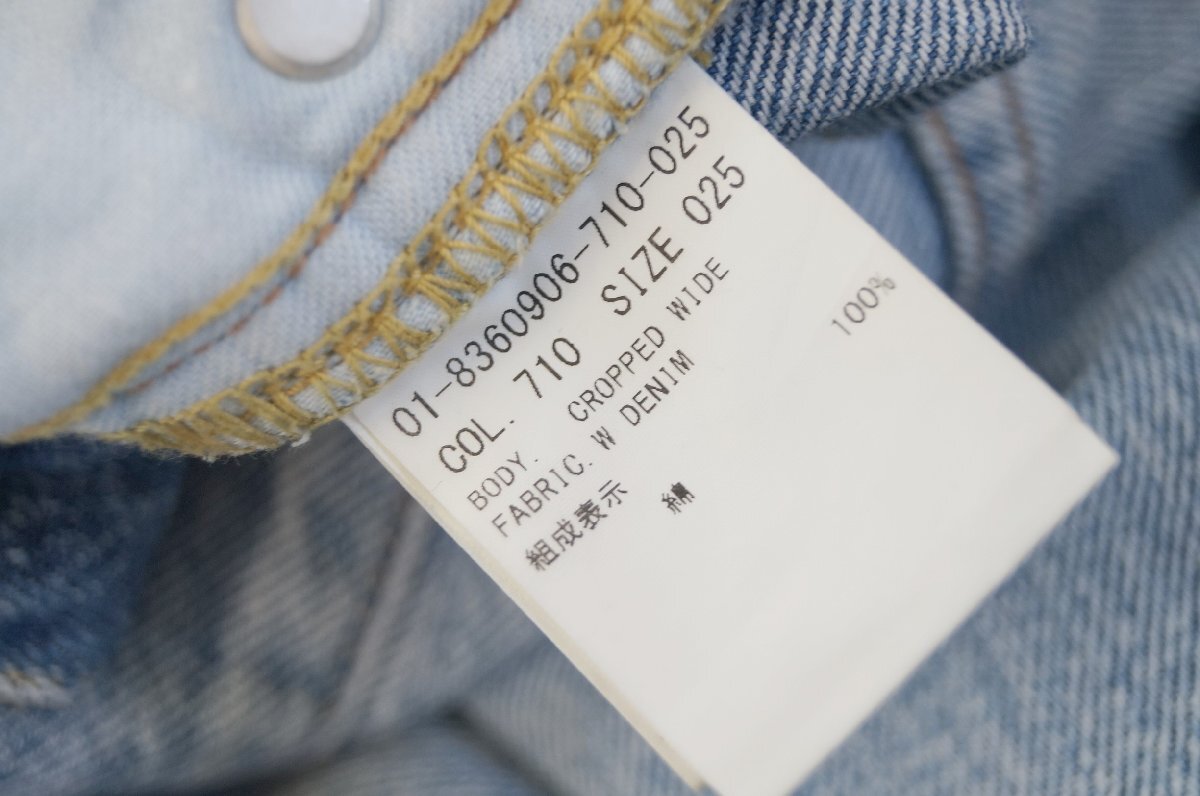 01-8360906-710-025
COL. 710 SIZE 025
BODY. CROPPED WIDE
FABRIC. W DENIM
組成表示 綿 100%